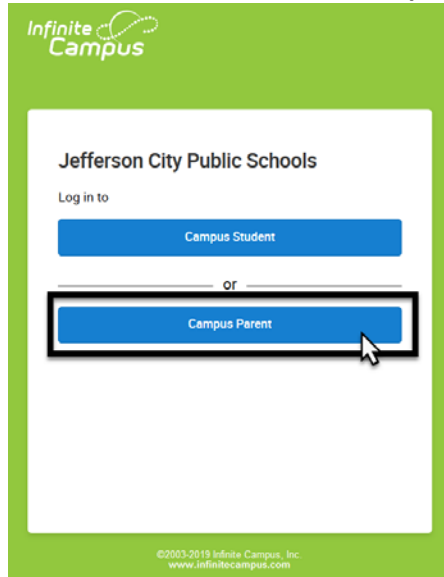 Infinite
Campus
Jefferson City Public Schools
Log in to
Campus Student
or
Campus Parent
©2003-2019 Infinite Campus, Inc.
www.infinitecampus.com